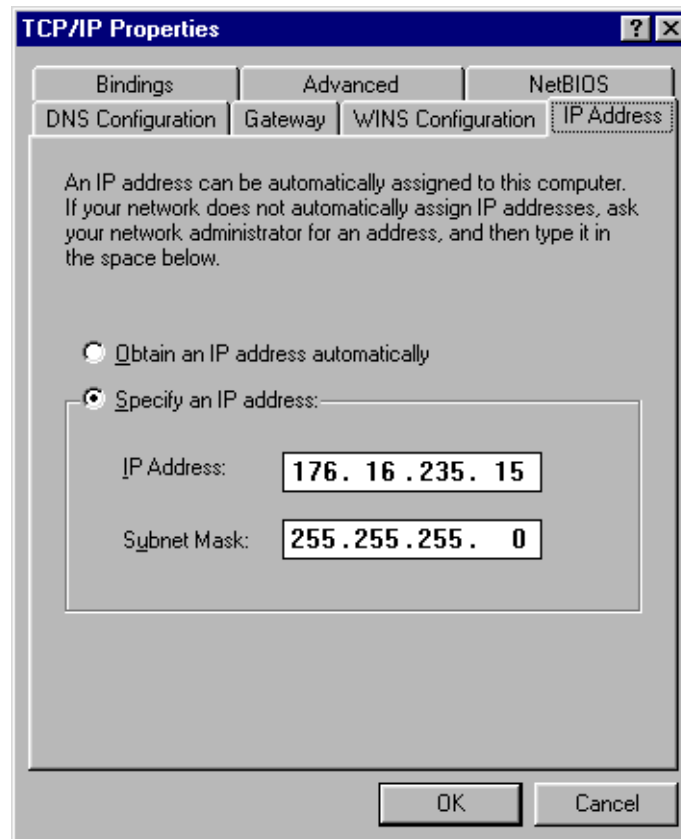 TCP/IP Properties
?
Bindings Advanced NetBIOS
DNS Configuration Gateway WINS Configuration IP Address
An IP address can be automatically assigned to this computer.
If your network does not automatically assign IP addresses, ask
your network administrator for an address, and then type it in
the space below.
Obtain an IP address automatically
Specify an IP address:
IP Address: 176. 16 .235. 15
Subnet Mask: 255.255.255. 0
OK Cancel